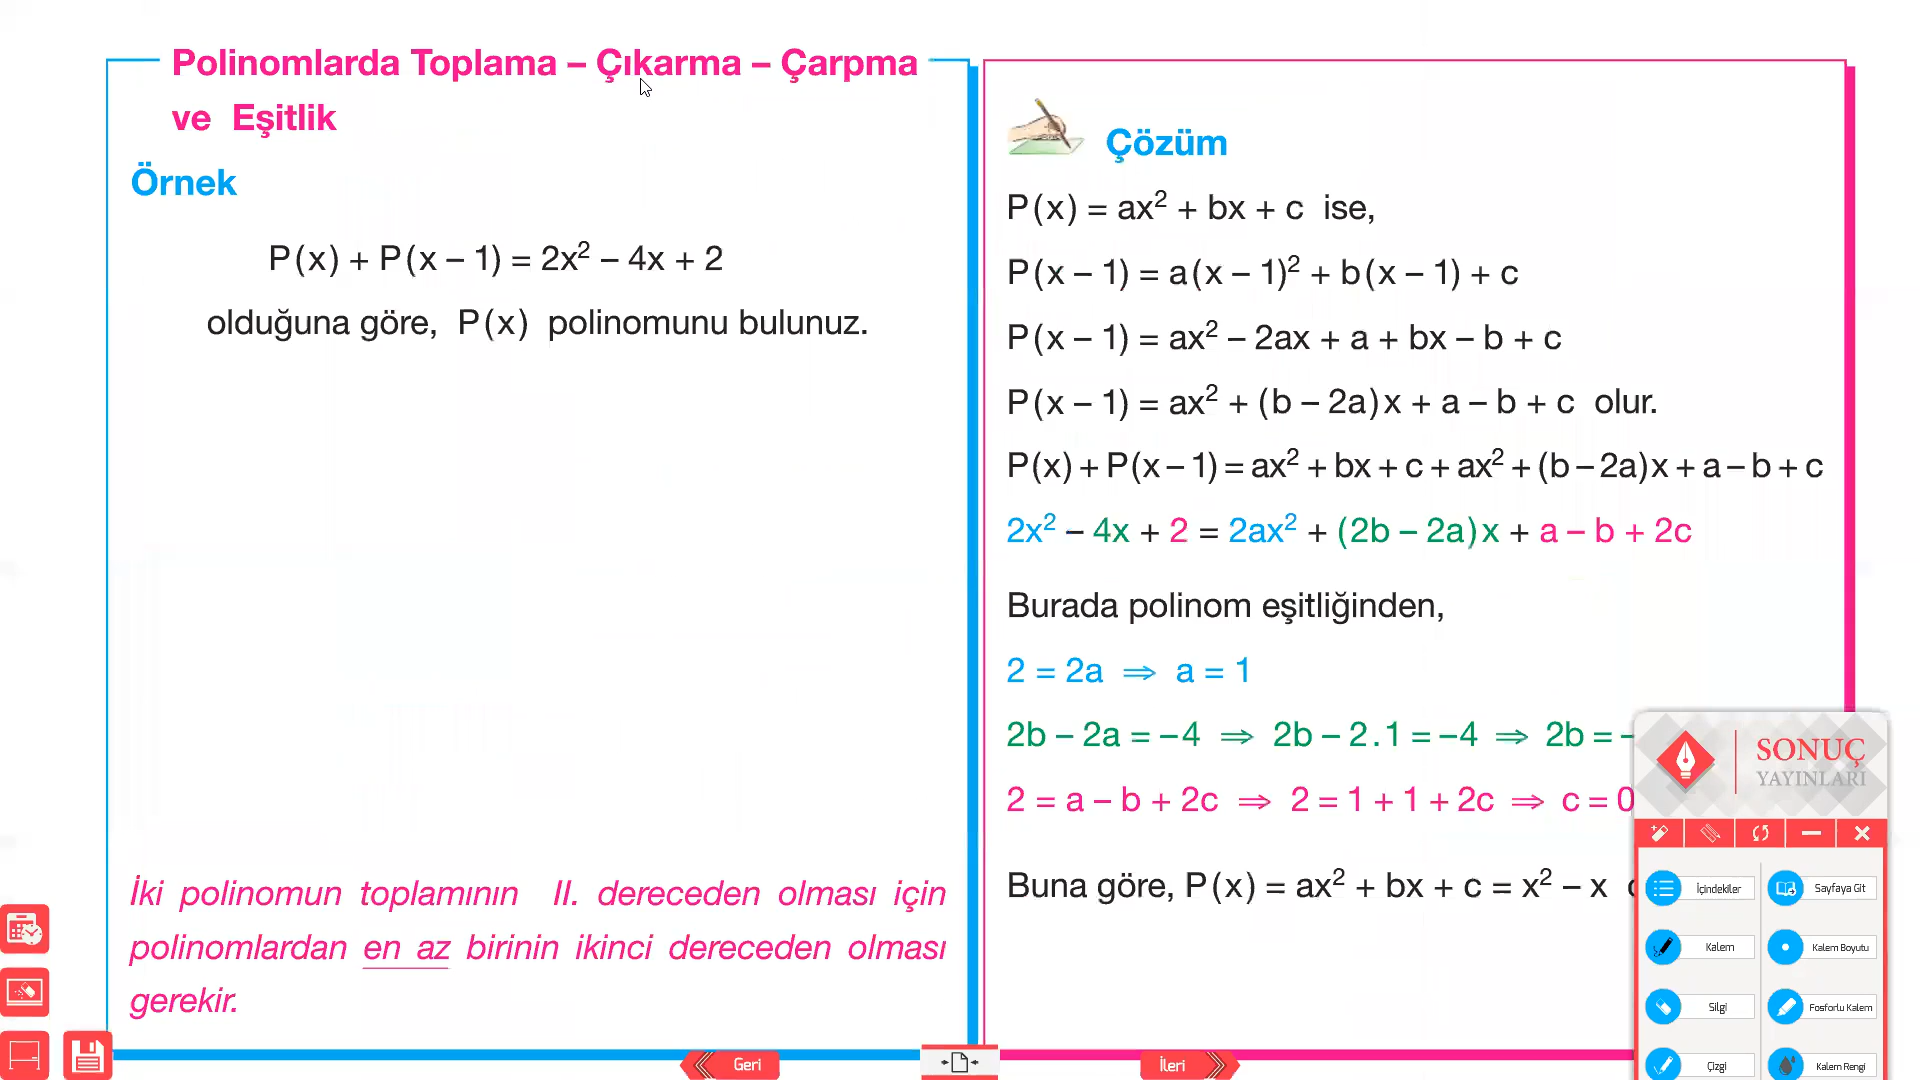 Polinomlarda Toplama – Çıkarma – Çarpma
ve Eşitlik
Örnek
P(x) + P(x – 1) = 2x² – 4x + 2
olduğuna göre, P(x) polinomunu bulunuz.
İki polinomun toplamının II. dereceden olması için
polinomlardan en az birinin ikinci dereceden olması
gerekir.
Çözüm
P(x) = ax² + bx + c ise,
P(x – 1) = a(x – 1)² + b(x – 1) + c
P(x – 1) = ax² – 2ax + a + bx – b + c
P(x – 1) = ax² + (b – 2a)x + a – b + c olur.
P(x) + P(x – 1) = ax² + bx + c + ax² + (b – 2a)x + a – b + c
2x² – 4x + 2 = 2ax² + (2b – 2a)x + a – b + 2c
Burada polinom eşitliğinden,
2 = 2a ⇒ a = 1
2b – 2a = –4 ⇒ 2b – 2.1 = –4 ⇒ 2b = –
2 = a – b + 2c ⇒ 2 = 1 + 1 + 2c ⇒ c = 0
Buna göre, P(x) = ax² + bx + c = x² – x
SONUÇ
YAYINLARI
İçindekiler
Sayfaya Git
Kalem
Kalem Boyutu
Silgi
Fosforlu Kalem
Çizgi
Kalem Rengi
Geri
İleri